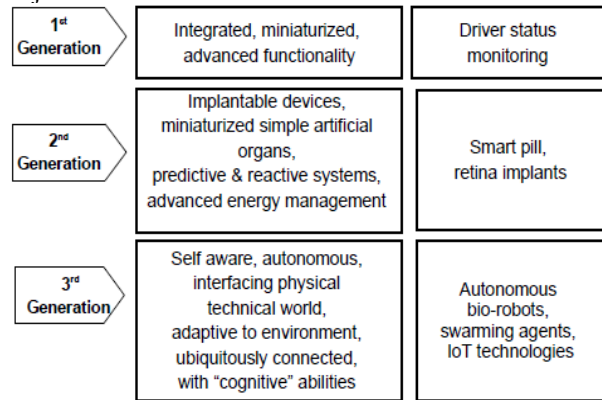 1st
Generation
Integrated, miniaturized,
advanced functionality
Driver status
monitoring
2nd
Generation
Implantable devices,
miniaturized simple artificial
organs,
predictive & reactive systems,
advanced energy management
Smart pill,
retina implants
3rd
Generation
Self aware, autonomous,
interfacing physical
technical world,
adaptive to environment,
ubiquitously connected,
with “cognitive” abilities
Autonomous
bio-robots,
swarming agents,
IoT technologies